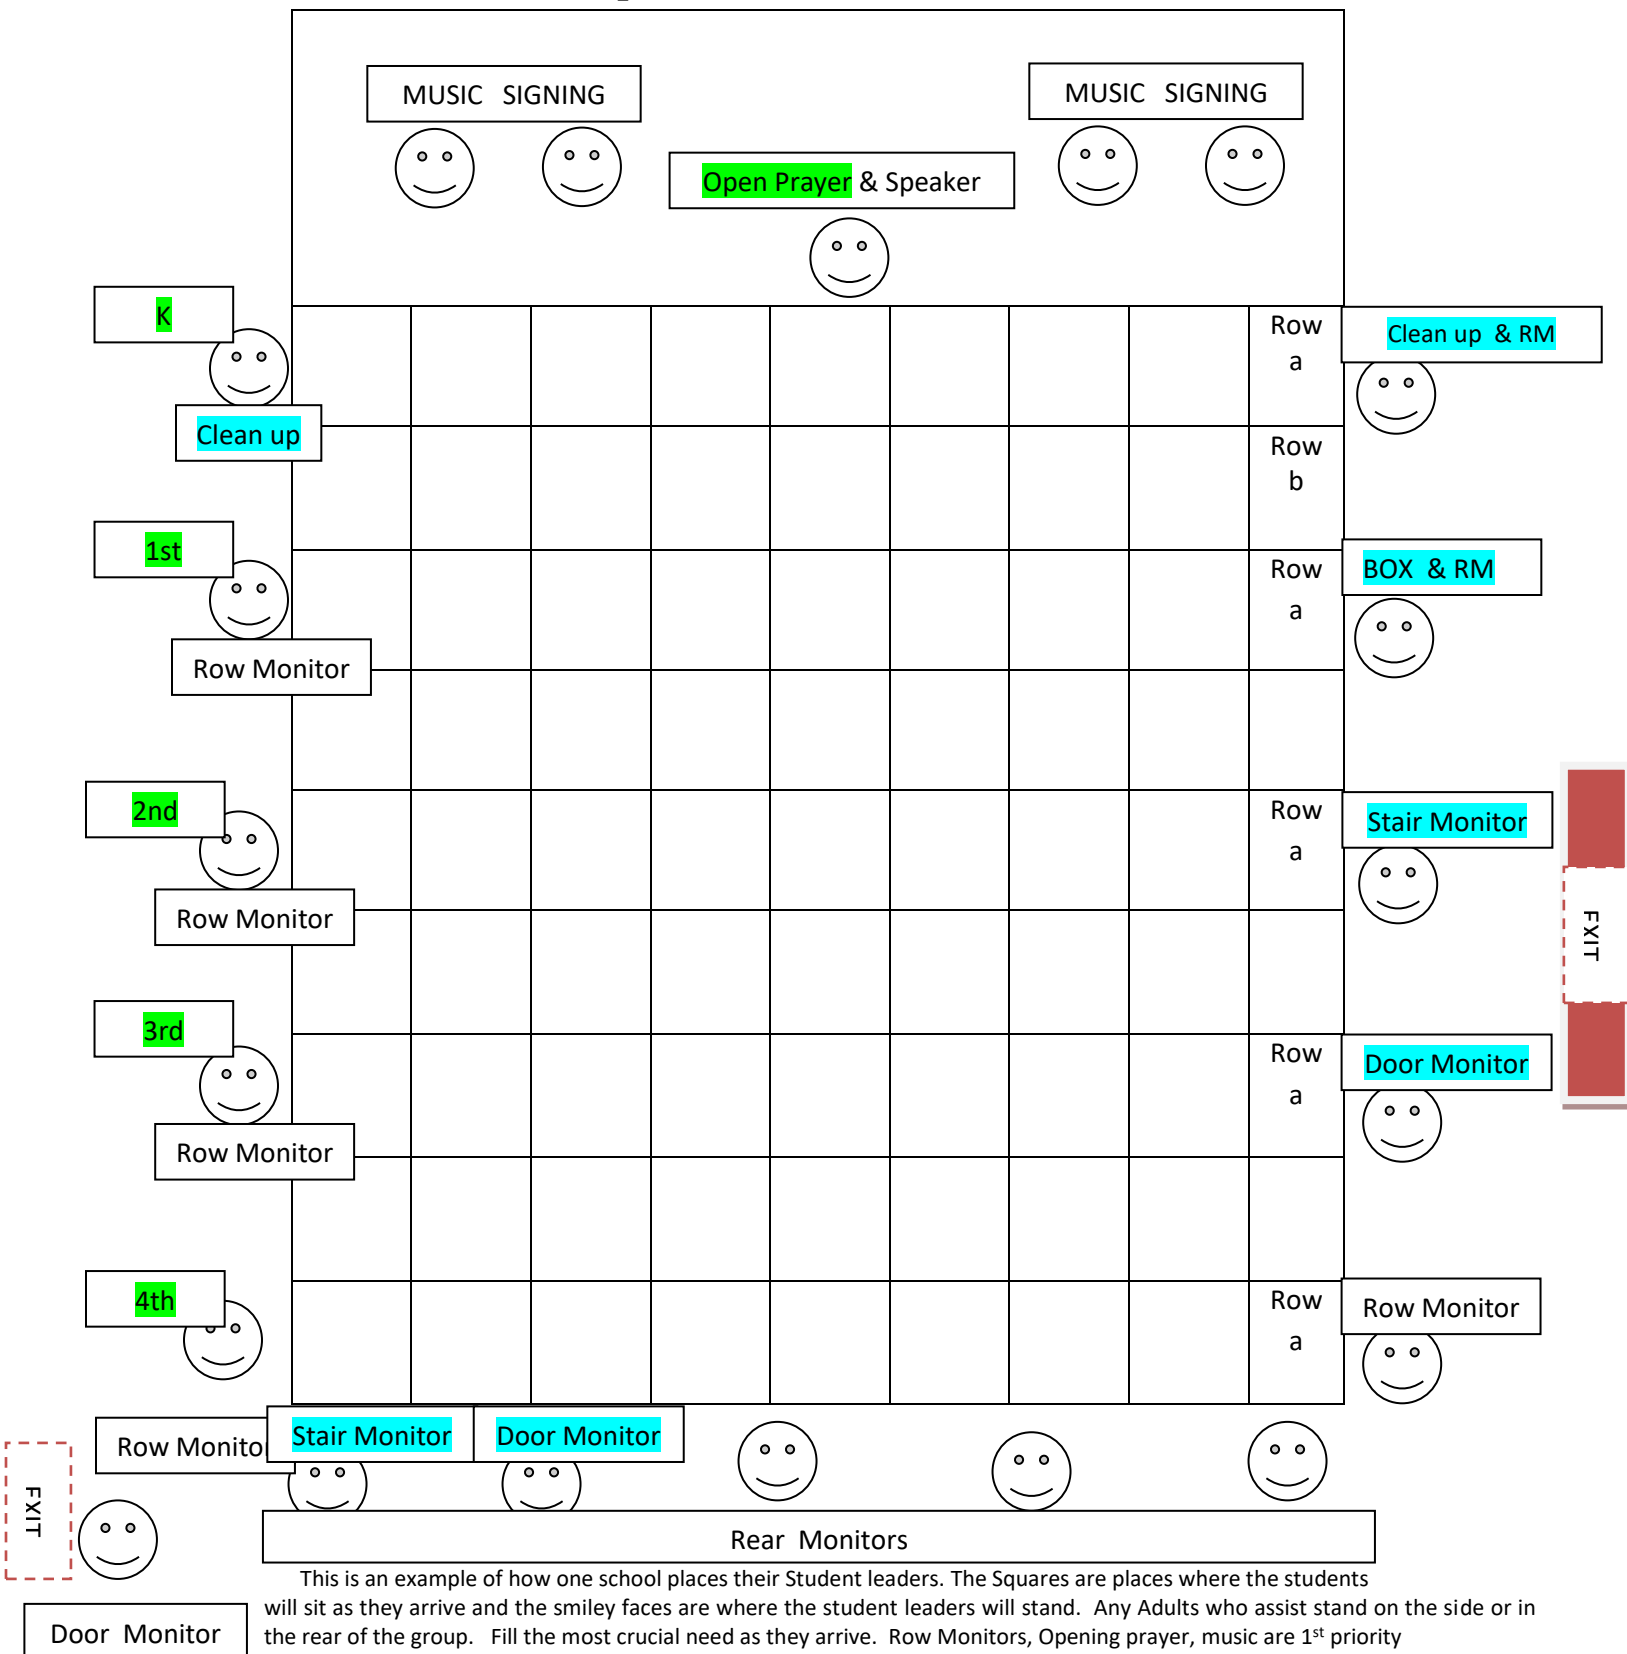 MUSIC   SIGNING
MUSIC   SIGNING
Open Prayer & Speaker
K
Row
a
Clean up  & RM
Clean up
Row
b
1st
Row
a
BOX  & RM
Row Monitor
2nd
Row
a
Stair Monitor
Row Monitor
EXIT
3rd
Row
a
Door Monitor
Row Monitor
4th
Row
a
Row Monitor
Row Monitor
Stair Monitor
Door Monitor
EXIT
Rear  Monitors
This is an example of how one school places their Student leaders. The Squares are places where the students
will sit as they arrive and the smiley faces are where the student leaders will stand.  Any Adults who assist stand on the side or in
the rear of the group.   Fill the most crucial need as they arrive.  Row Monitors, Opening prayer, music are 1st priority
Door  Monitor